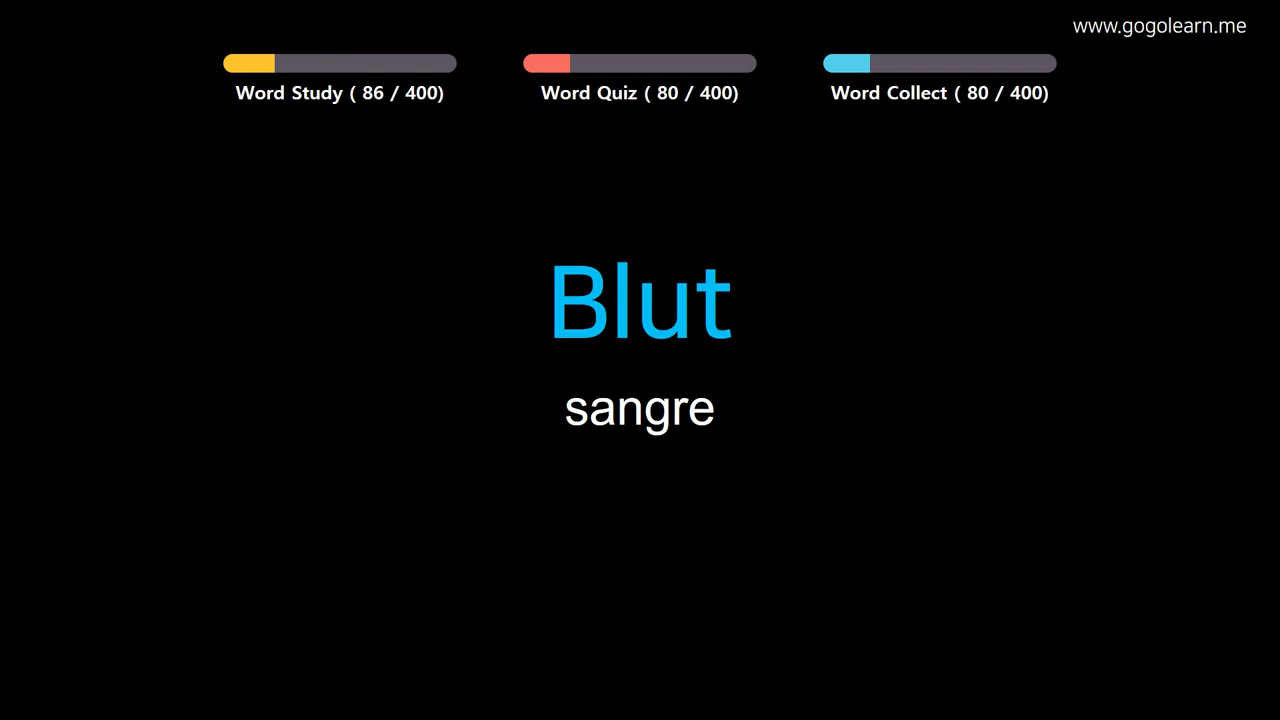 www.gogolearn.me
Word Study ( 86 / 400)
Word Quiz ( 80 / 400)
Word Collect ( 80 / 400)
Blut
sangre